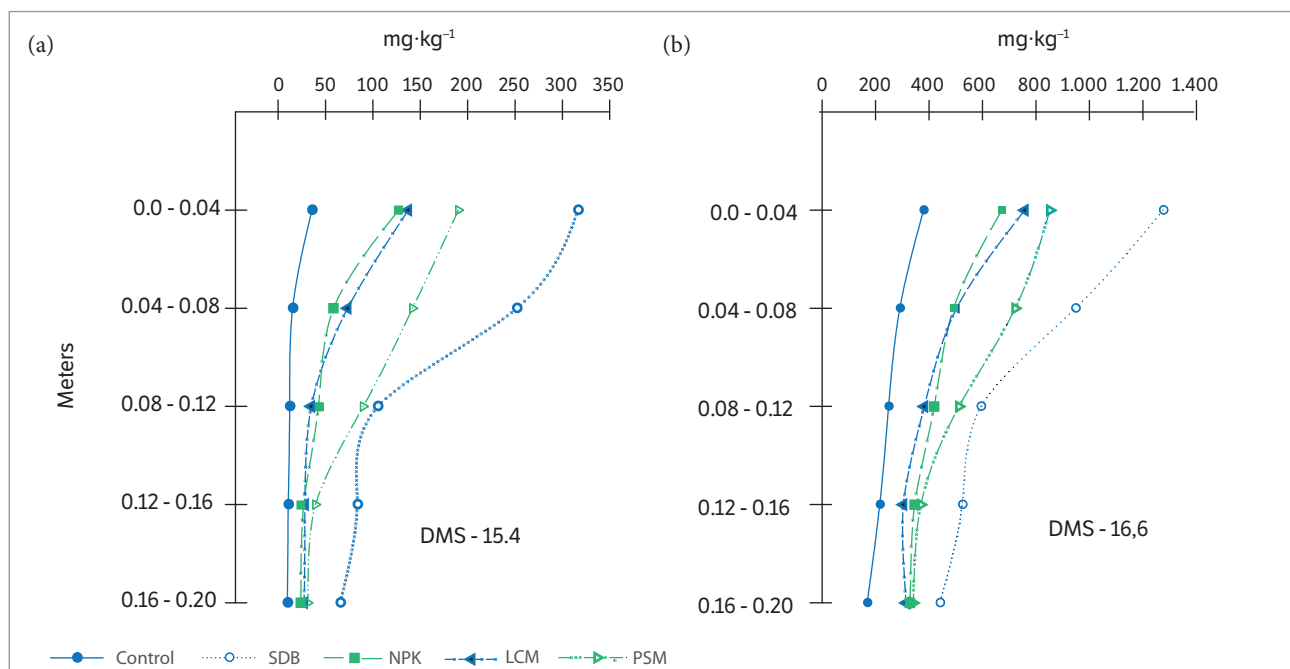 (a)
mg·kg⁻¹
0 50 100 150 200 250 300 350
Meters
0.0 - 0.04
0.04 - 0.08
0.08 - 0.12
0.12 - 0.16
0.16 - 0.20
DMS - 15.4
(b)
mg·kg⁻¹
0 200 400 600 800 1.000 1.200 1.400
0.0 - 0.04
0.04 - 0.08
0.08 - 0.12
0.12 - 0.16
0.16 - 0.20
DMS - 16,6
Control SDB NPK LCM PSM